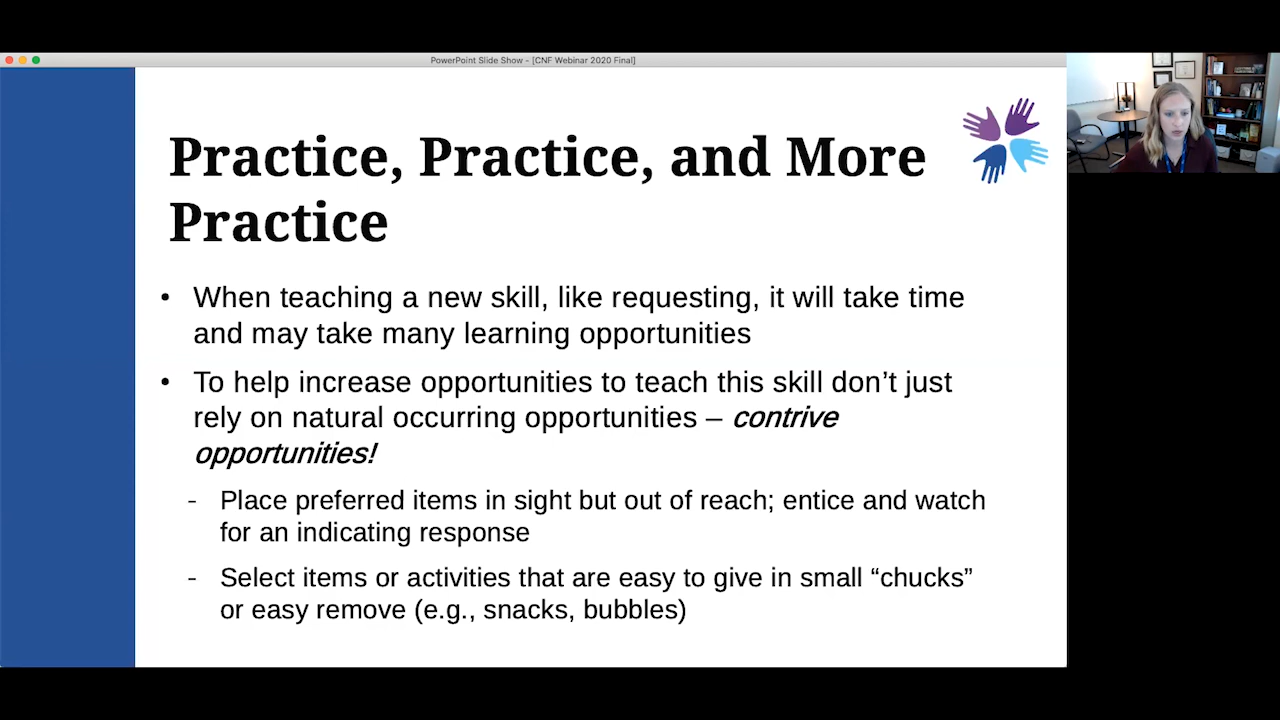 PowerPoint Slide Show - [CNF Webinar 2020 Final]
Practice, Practice, and More
Practice
• When teaching a new skill, like requesting, it will take time
and may take many learning opportunities
• To help increase opportunities to teach this skill don’t just
rely on natural occurring opportunities – contrive
opportunities!
- Place preferred items in sight but out of reach; entice and watch
for an indicating response
- Select items or activities that are easy to give in small “chucks”
or easy remove (e.g., snacks, bubbles)